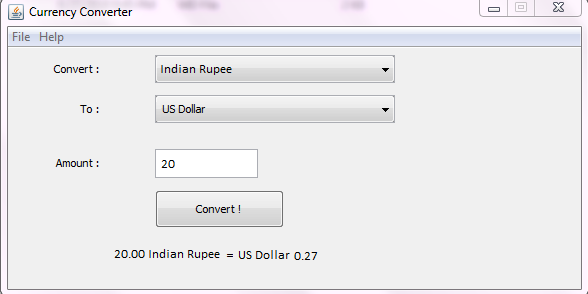 Currency Converter
File Help
Convert : Indian Rupee
To : US Dollar
Amount : 20
Convert !
20.00 Indian Rupee = US Dollar 0.27